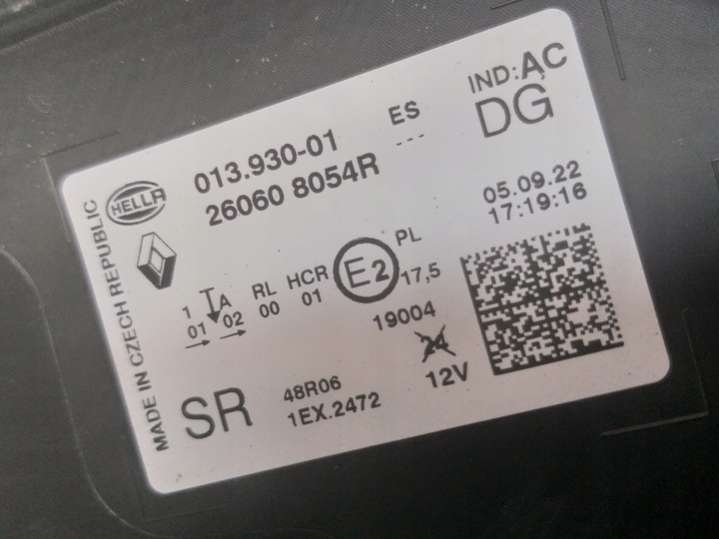 HELLA
013.930-01
26060 8054R
ES
---
IND:AC
DG
05.09.22
17:19:16
MADE IN CZECH REPUBLIC
1 A RL HCR E2 PL
01 02 00 01 17,5
19004
24
12V
SR
48R06
1EX.2472